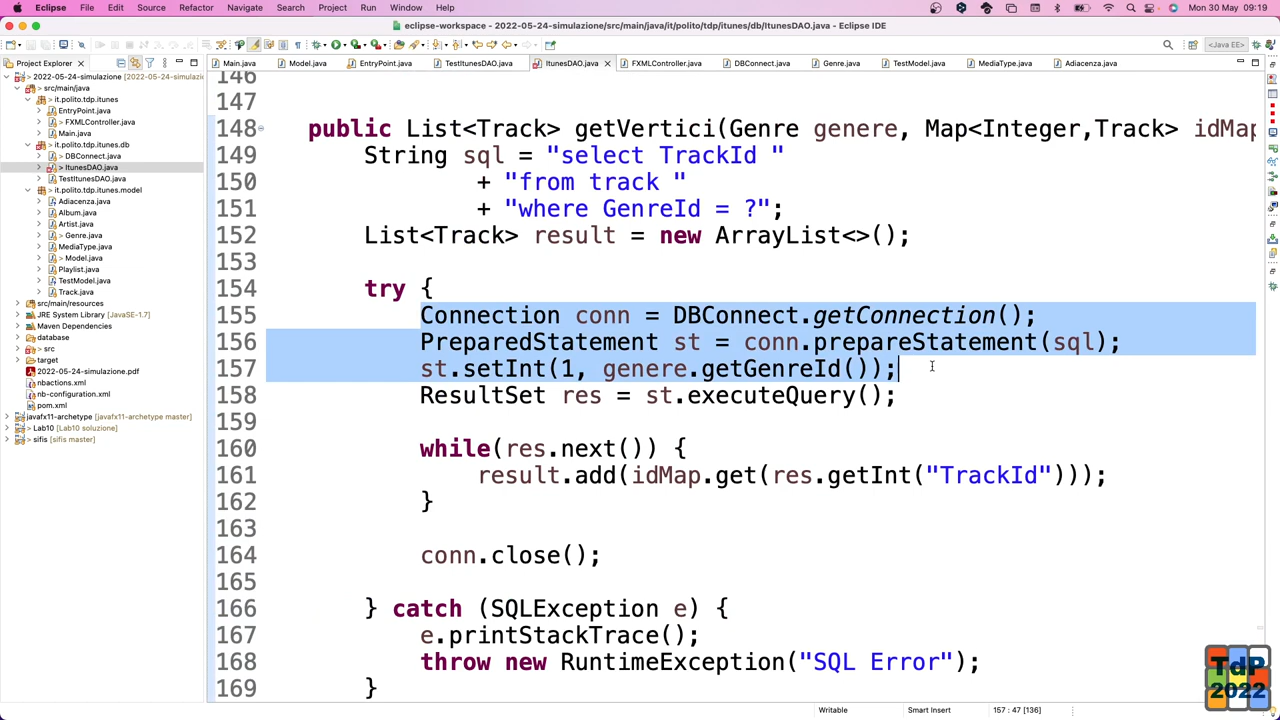 Eclipse File Edit Source Refactor Navigate Search Project Run Window Help Mon 30 May 09:19
eclipse-workspace - 2022-05-24-simulazione/src/main/java/it/polito/tdp/itunes/db/ItunesDAO.java - Eclipse IDE
<Java EE>
Project Explorer
Main.java Model.java EntryPoint.java TestItunesDAO.java ItunesDAO.java FXMLController.java DBConnect.java Genre.java TestModel.java MediaType.java Adiacenza.java
> 2022-05-24-simulazione [2022-05-24-simulazi
> src/main/java
it.polito.tdp.itunes
EntryPoint.java
> FXMLController.java
Main.java
> it.polito.tdp.itunes.db
> DBConnect.java
> ItunesDAO.java
TestItunesDAO.java
> it.polito.tdp.itunes.model
Adiacenza.java
Album.java
Artist.java
> Genre.java
MediaType.java
> Model.java
Playlist.java
TestModel.java
Track.java
src/main/resources
JRE System Library [JavaSE-1.7]
Maven Dependencies
database
> src
target
2022-05-24-simulazione.pdf
nbactions.xml
nb-configuration.xml
pom.xml
javafx11-archetype [javafx11-archetype master]
> Lab10 [Lab10 soluzione]
> sifis [sifis master]
146
147
148 public List<Track> getVertici(Genre genere, Map<Integer,Track> idMap
149 String sql = "select TrackId "
150 + "from track "
151 + "where GenreId = ?";
152 List<Track> result = new ArrayList<>();
153
154 try {
155 Connection conn = DBConnect.getConnection();
156 PreparedStatement st = conn.prepareStatement(sql);
157 st.setInt(1, genere.getGenreId());
158 ResultSet res = st.executeQuery();
159
160 while(res.next()) {
161 result.add(idMap.get(res.getInt("TrackId")));
162 }
163
164 conn.close();
165
166 } catch (SQLException e) {
167 e.printStackTrace();
168 throw new RuntimeException("SQL Error");
169 }
Writable Smart Insert 157 : 47 [136]
TdP
2022